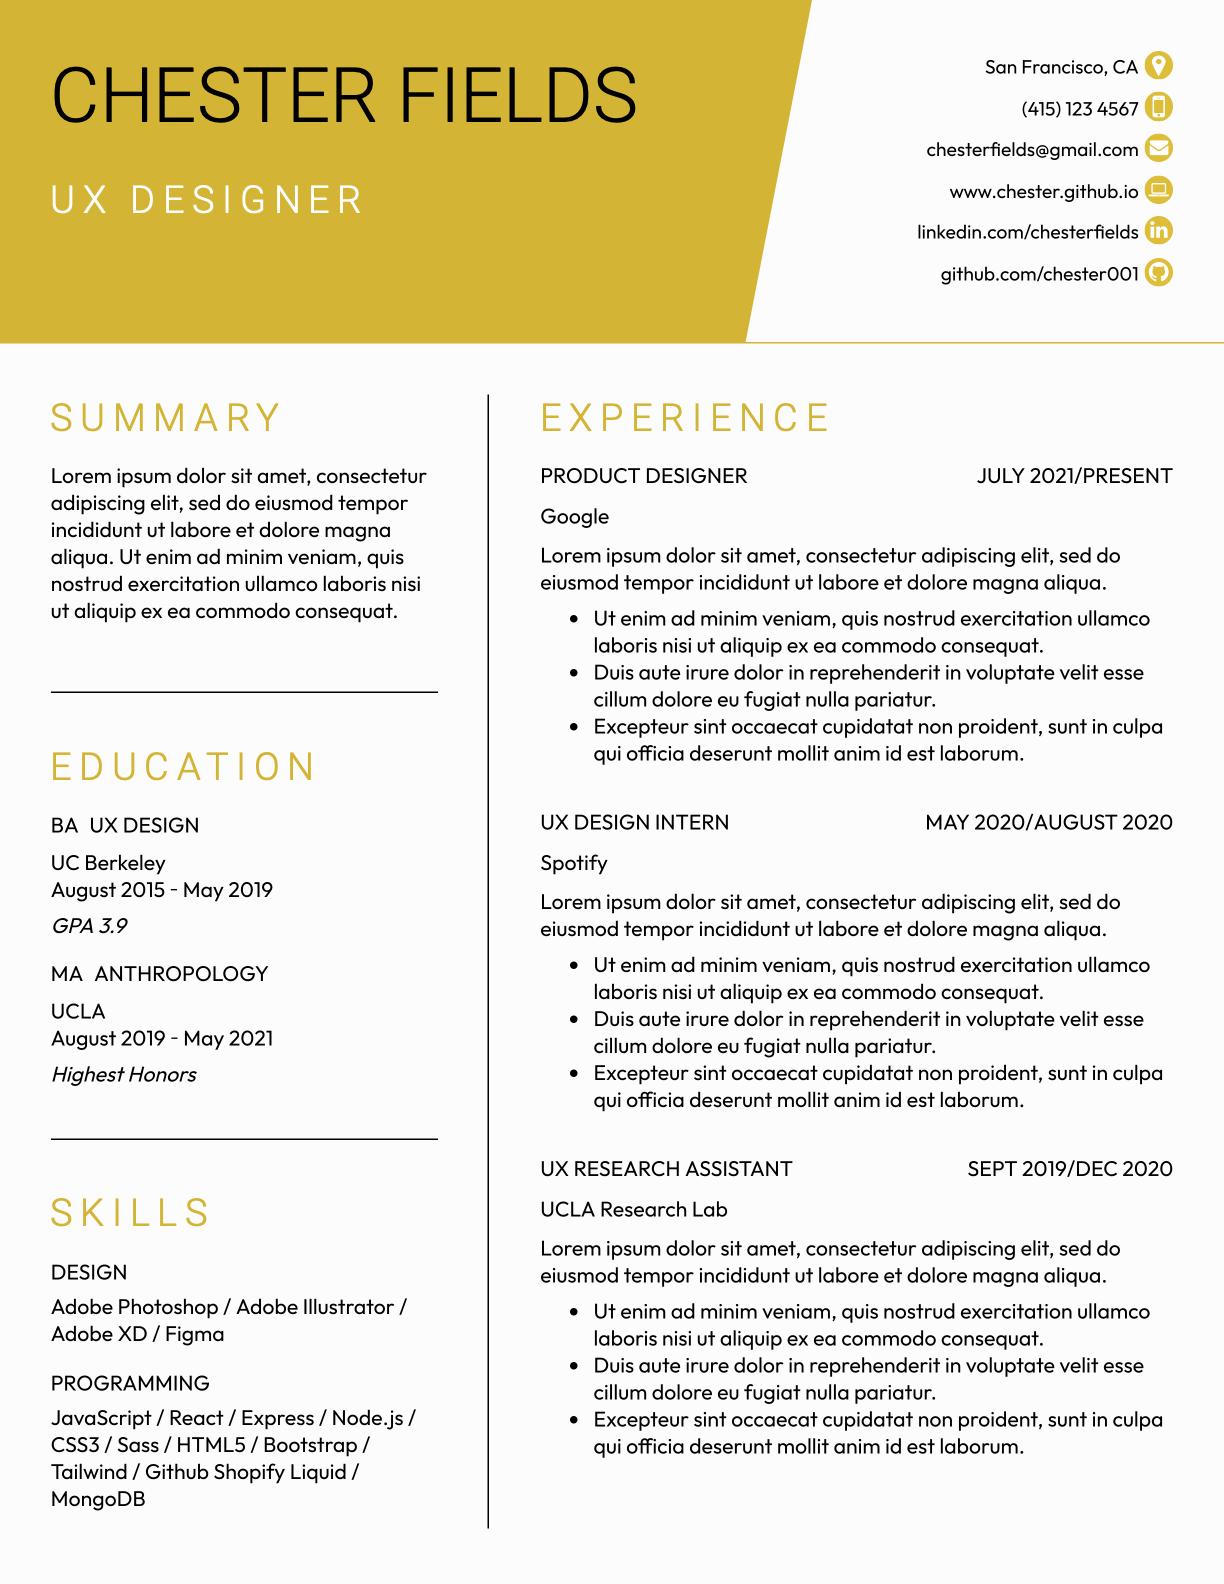 CHESTER FIELDS
UX DESIGNER
San Francisco, CA
(415) 123 4567
chesterfields@gmail.com
www.chester.github.io
linkedin.com/chesterfields
github.com/chester001
SUMMARY
Lorem ipsum dolor sit amet, consectetur
adipiscing elit, sed do eiusmod tempor
incididunt ut labore et dolore magna
aliqua. Ut enim ad minim veniam, quis
nostrud exercitation ullamco laboris nisi
ut aliquip ex ea commodo consequat.
EDUCATION
BA UX DESIGN
UC Berkeley
August 2015 - May 2019
GPA 3.9
MA ANTHROPOLOGY
UCLA
August 2019 - May 2021
Highest Honors
SKILLS
DESIGN
Adobe Photoshop / Adobe Illustrator /
Adobe XD / Figma
PROGRAMMING
JavaScript / React / Express / Node.js /
CSS3 / Sass / HTML5 / Bootstrap /
Tailwind / Github Shopify Liquid /
MongoDB
EXPERIENCE
PRODUCT DESIGNER JULY 2021/PRESENT
Google
Lorem ipsum dolor sit amet, consectetur adipiscing elit, sed do
eiusmod tempor incididunt ut labore et dolore magna aliqua.
• Ut enim ad minim veniam, quis nostrud exercitation ullamco
laboris nisi ut aliquip ex ea commodo consequat.
• Duis aute irure dolor in reprehenderit in voluptate velit esse
cillum dolore eu fugiat nulla pariatur.
• Excepteur sint occaecat cupidatat non proident, sunt in culpa
qui officia deserunt mollit anim id est laborum.
UX DESIGN INTERN MAY 2020/AUGUST 2020
Spotify
Lorem ipsum dolor sit amet, consectetur adipiscing elit, sed do
eiusmod tempor incididunt ut labore et dolore magna aliqua.
• Ut enim ad minim veniam, quis nostrud exercitation ullamco
laboris nisi ut aliquip ex ea commodo consequat.
• Duis aute irure dolor in reprehenderit in voluptate velit esse
cillum dolore eu fugiat nulla pariatur.
• Excepteur sint occaecat cupidatat non proident, sunt in culpa
qui officia deserunt mollit anim id est laborum.
UX RESEARCH ASSISTANT SEPT 2019/DEC 2020
UCLA Research Lab
Lorem ipsum dolor sit amet, consectetur adipiscing elit, sed do
eiusmod tempor incididunt ut labore et dolore magna aliqua.
• Ut enim ad minim veniam, quis nostrud exercitation ullamco
laboris nisi ut aliquip ex ea commodo consequat.
• Duis aute irure dolor in reprehenderit in voluptate velit esse
cillum dolore eu fugiat nulla pariatur.
• Excepteur sint occaecat cupidatat non proident, sunt in culpa
qui officia deserunt mollit anim id est laborum.